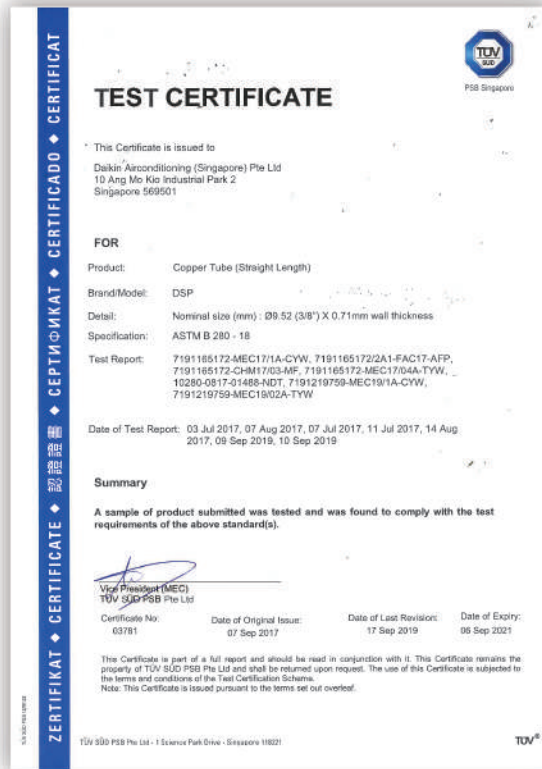 TÜV
SÜD
PSB Singapore
TEST CERTIFICATE
This Certificate is issued to
Daikin Airconditioning (Singapore) Pte Ltd
10 Ang Mo Kio Industrial Park 2
Singapore 569501
FOR
Product: Copper Tube (Straight Length)
Brand/Model: DSP
Detail: Nominal size (mm) : Ø9.52 (3/8") X 0.71mm wall thickness
Specification: ASTM B 280 - 18
Test Report: 7191165172-MEC17/1A-CYW, 7191165172/2A1-FAC17-AFP,
7191165172-CHM17/03-MF, 7191165172-MEC17/04A-TYW,
10280-0817-01488-NDT, 7191219759-MEC19/1A-CYW,
7191219759-MEC19/02A-TYW
Date of Test Report: 03 Jul 2017, 07 Aug 2017, 07 Jul 2017, 11 Jul 2017, 14 Aug
2017, 09 Sep 2019, 10 Sep 2019
Summary
A sample of product submitted was tested and was found to comply with the test
requirements of the above standard(s).
Vice President (MEC)
TÜV SÜD PSB Pte Ltd
Certificate No: Date of Original Issue: Date of Last Revision: Date of Expiry:
03781 07 Sep 2017 17 Sep 2019 06 Sep 2021
This Certificate is part of a full report and should be read in conjunction with it. This Certificate remains the
property of TÜV SÜD PSB Pte Ltd and shall be returned upon request. The use of this Certificate is subjected to
the terms and conditions of the Test Certification Scheme.
Note: This Certificate is issued pursuant to the terms set out overleaf.
TÜV SÜD PSB Pte Ltd - 1 Science Park Drive - Singapore 118221
TÜV®
ZERTIFIKAT ◆ CERTIFICATE ◆ 認證證書 ◆ СЕРТИФИКАТ ◆ CERTIFICADO ◆ CERTIFICAT